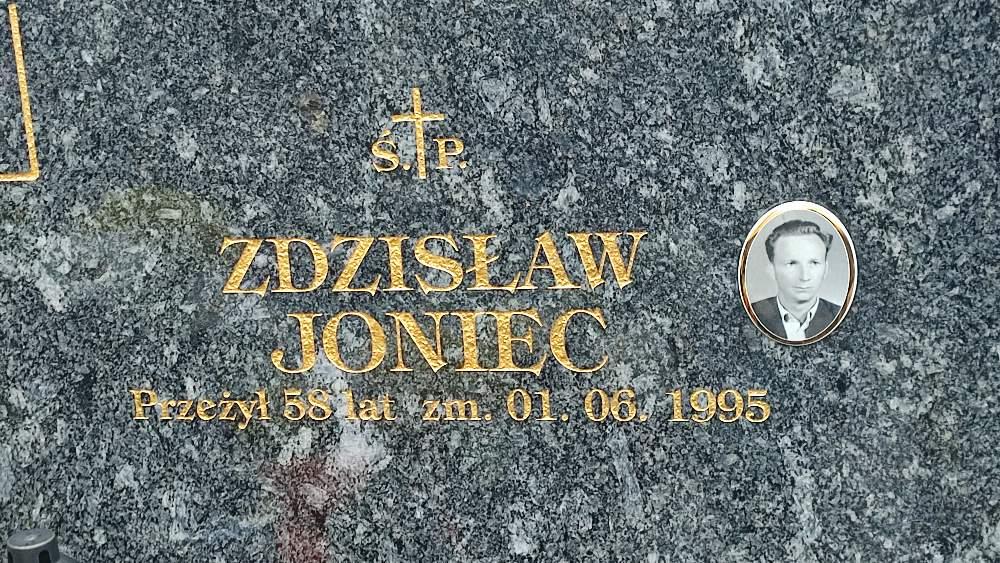 Ś. P.
ZDZISŁAW
JONIEC
Przeżył 58 lat zm. 01. 06. 1995